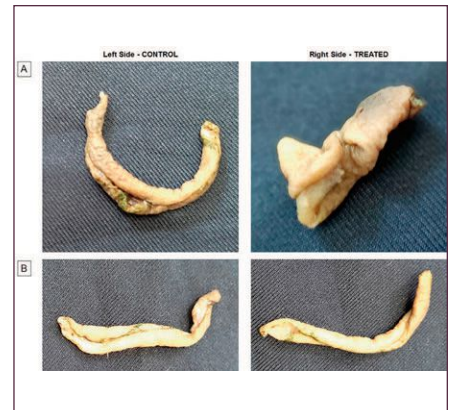 Left Side - CONTROL
Right Side - TREATED
A
B